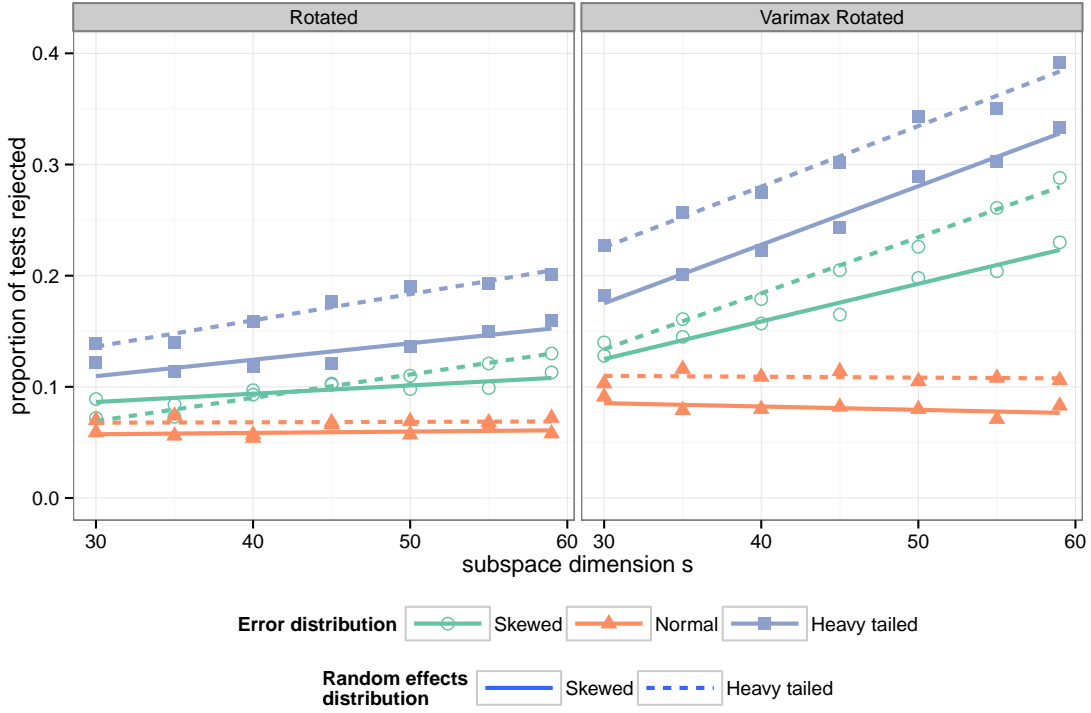 Rotated
Varimax Rotated
proportion of tests rejected
0.4
0.3
0.2
0.1
0.0
30
40
50
60
30
40
50
60
subspace dimension s
Error distribution
Skewed
Normal
Heavy tailed
Random effects
distribution
Skewed
Heavy tailed